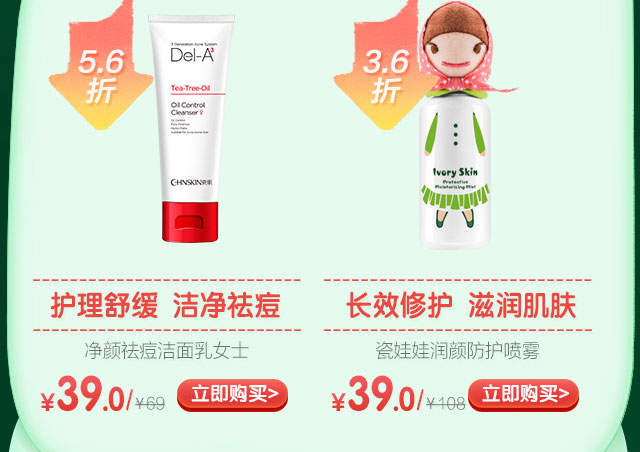 5.6
折
3 Generation Acne System
Del-A³
Tea-Tree-Oil
Oil Control
Cleanser♀
CHNSKIN
3.6
折
Ivory Skin
Protective
Moisturizing Mist
护理舒缓 洁净祛痘
净颜祛痘洁面乳女士
¥39.0/¥69
立即购买>
长效修护 滋润肌肤
瓷娃娃润颜防护喷雾
¥39.0/¥108
立即购买>